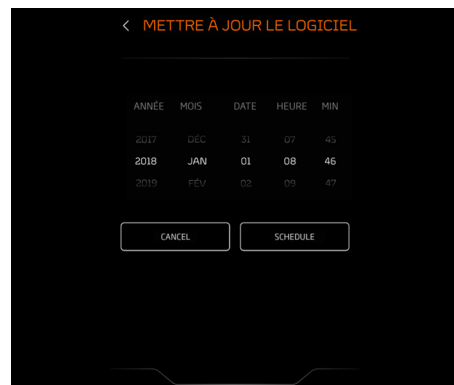 METTRE À JOUR LE LOGICIEL
ANNÉE MOIS DATE HEURE MIN
2017 DÉC 31 07 45
2018 JAN 01 08 46
2019 FÉV 02 09 47
CANCEL SCHEDULE